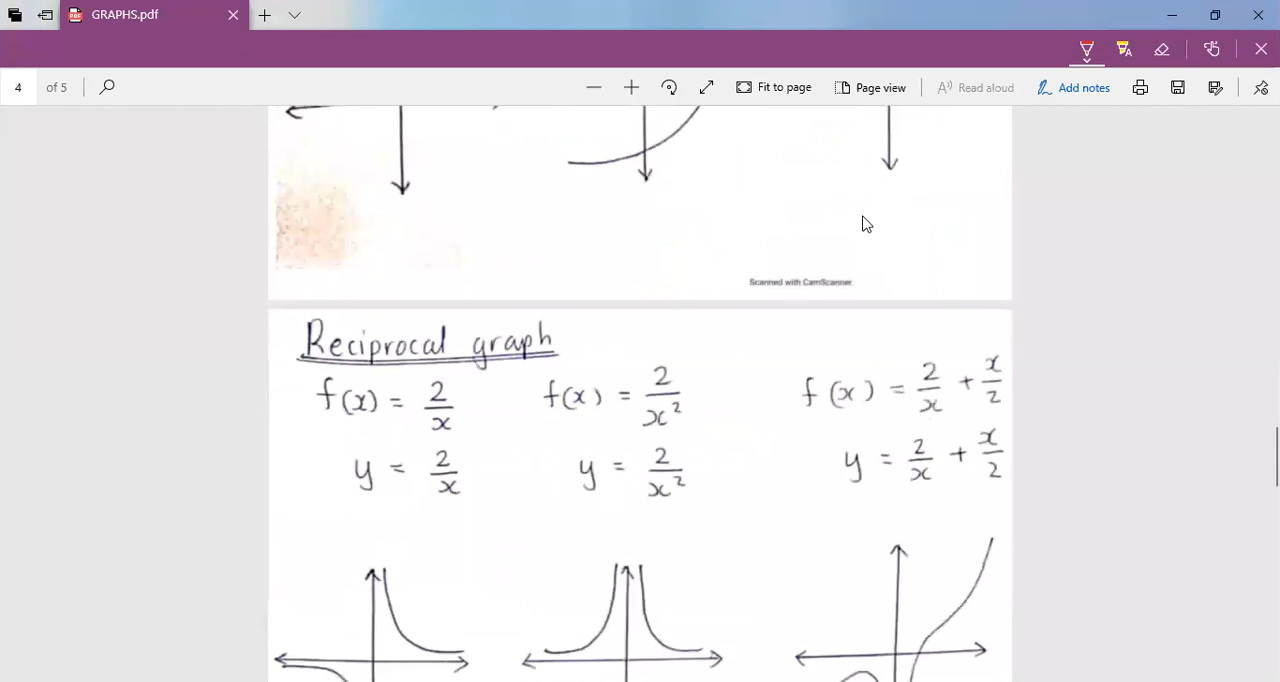 GRAPHS.pdf
4 of 5 Fit to page Page view Read aloud Add notes
Scanned with CamScanner
Reciprocal graph
f(x) = 2/x f(x) = 2/x² f(x) = 2/x + x/2
y = 2/x y = 2/x² y = 2/x + x/2